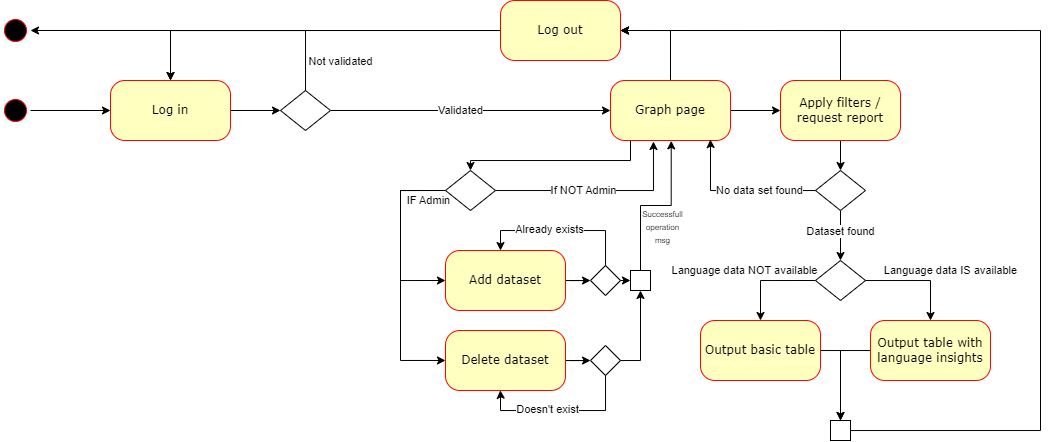 Log out
Not validated
Log in
Validated
Graph page
Apply filters /
request report
IF Admin
If NOT Admin
No data set found
Successfull
operation
msg
Already exists
Dataset found
Add dataset
Language data NOT available
Language data IS available
Delete dataset
Output basic table
Output table with
language insights
Doesn't exist